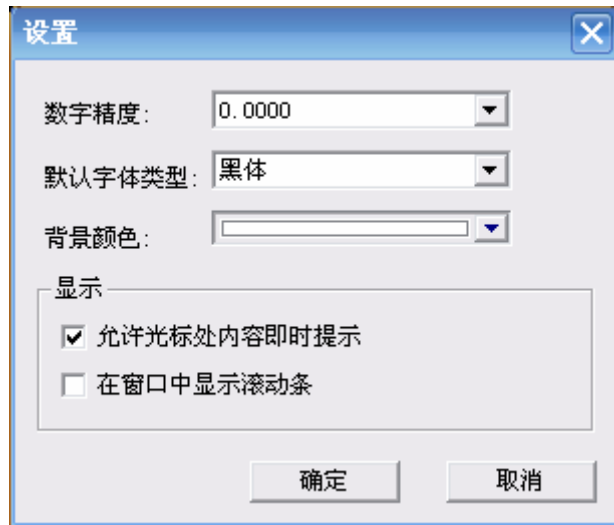 设置
数字精度: 0.0000
默认字体类型: 黑体
背景颜色:
显示
允许光标处内容即时提示
在窗口中显示滚动条
确定 取消